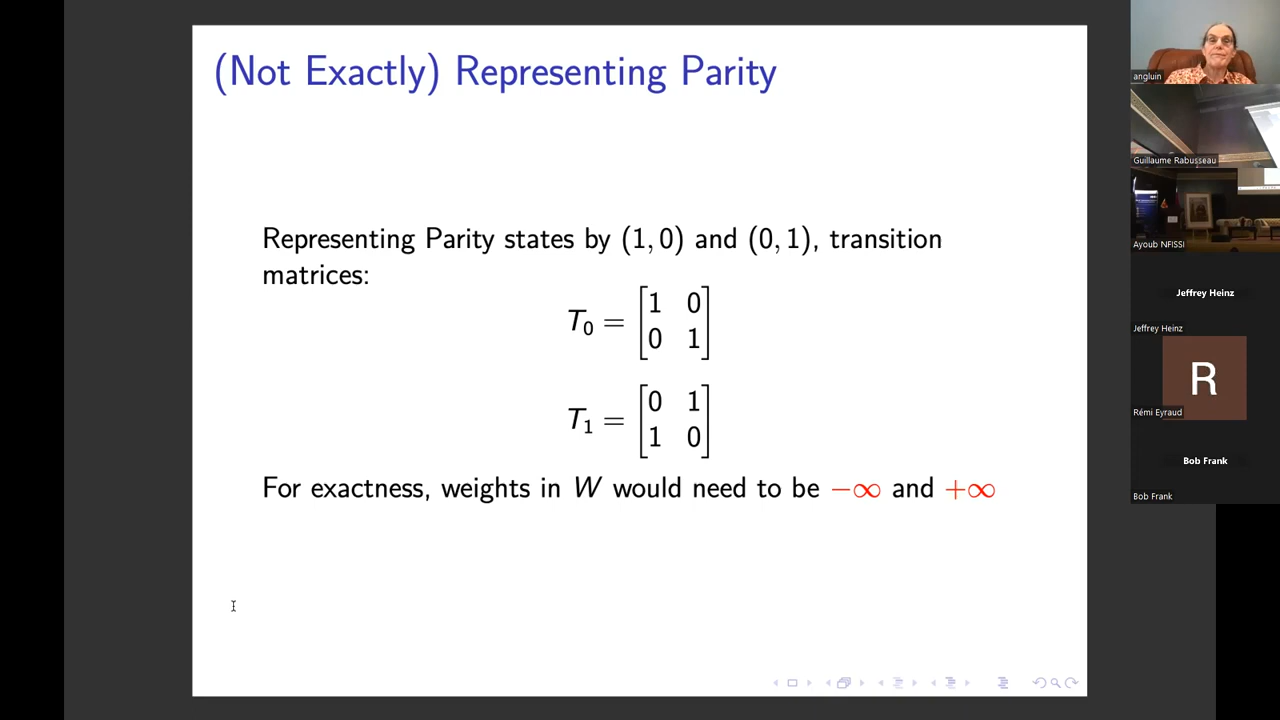 (Not Exactly) Representing Parity
Representing Parity states by (1, 0) and (0, 1), transition
matrices:
T₀ = [1 0
0 1]
T₁ = [0 1
1 0]
For exactness, weights in W would need to be −∞ and +∞
angluin
Guillaume Rabusseau
Ayoub NFISSI
Jeffrey Heinz
Jeffrey Heinz
R
Rémi Eyraud
Bob Frank
Bob Frank